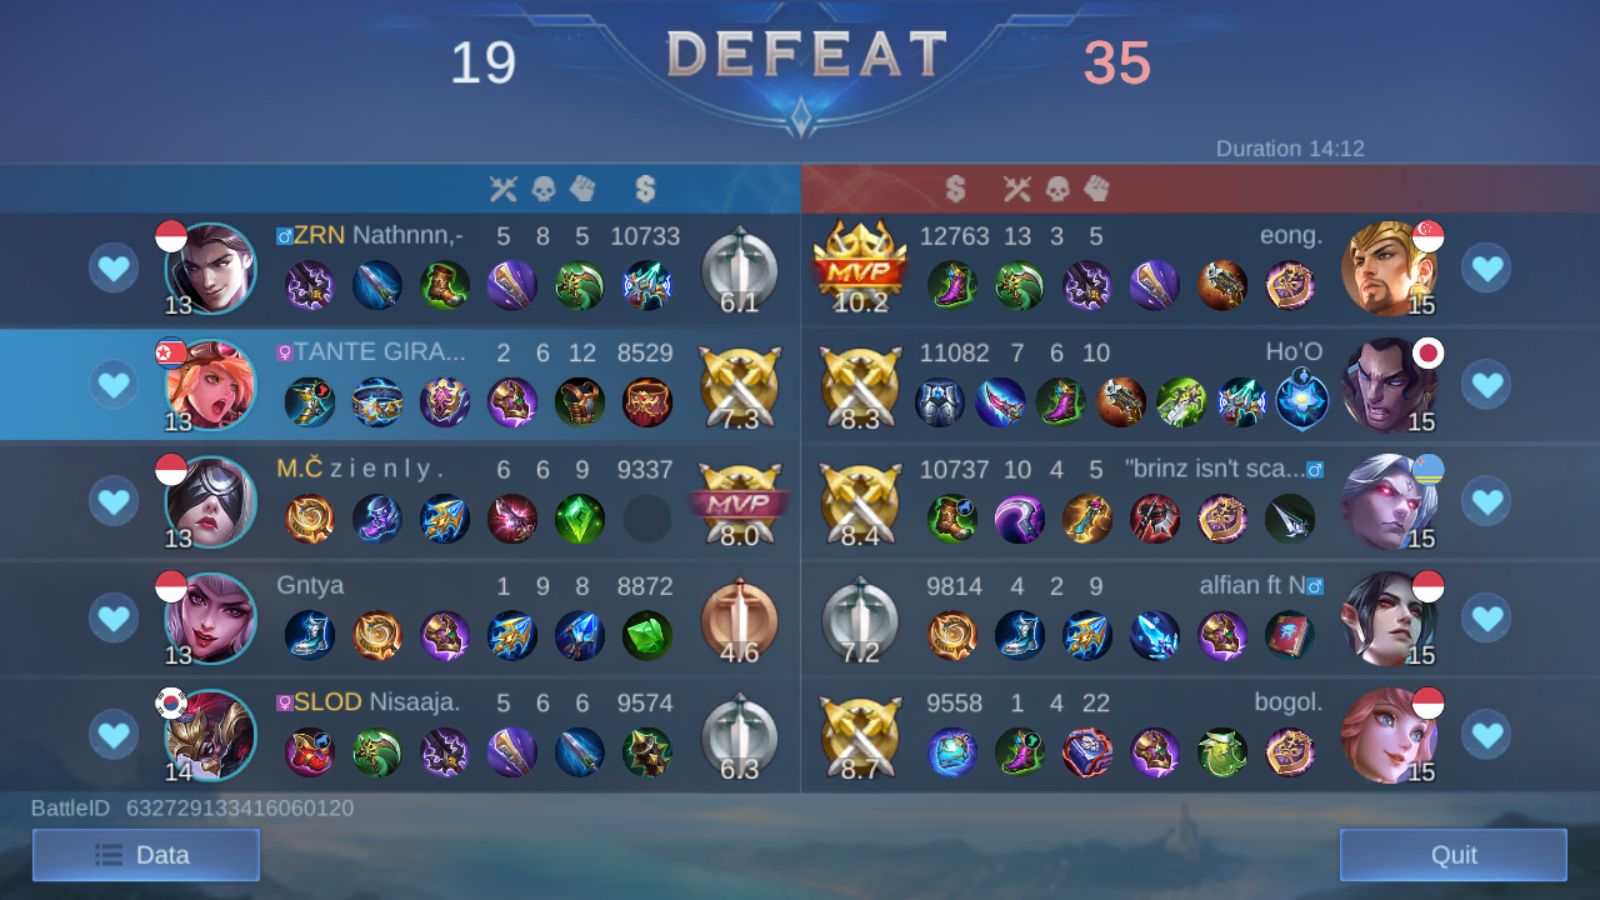 19 DEFEAT 35
Duration 14:12
ZRN Nathnnn,- 5 8 5 10733
13 6.1
MVP 12763 13 3 5 eong.
10.2 15
TANTE GIRA... 2 6 12 8529
13 7.3
11082 7 6 10 Ho'O
8.3 15
M.Č z i e n l y . 6 6 9 9337
13 MVP 8.0
10737 10 4 5 "brinz isn't sca...
8.4 15
Gntya 1 9 8 8872
13 4.6
9814 4 2 9 alfian ft N
7.2 15
SLOD Nisaaja. 5 6 6 9574
14 6.3
9558 1 4 22 bogol.
8.7 15
BattleID 632729133416060120
Data
Quit